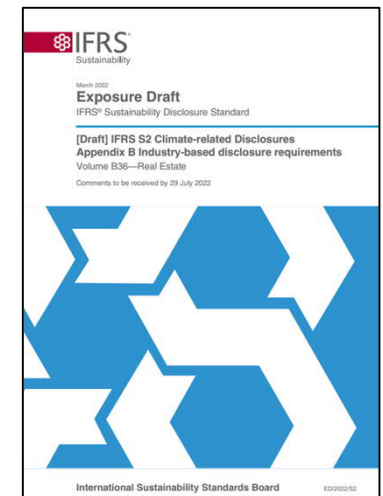 IFRS®
Sustainability
March 2022
Exposure Draft
IFRS® Sustainability Disclosure Standard
[Draft] IFRS S2 Climate-related Disclosures
Appendix B Industry-based disclosure requirements
Volume B36—Real Estate
Comments to be received by 29 July 2022
International Sustainability Standards Board
ED/2022/S2